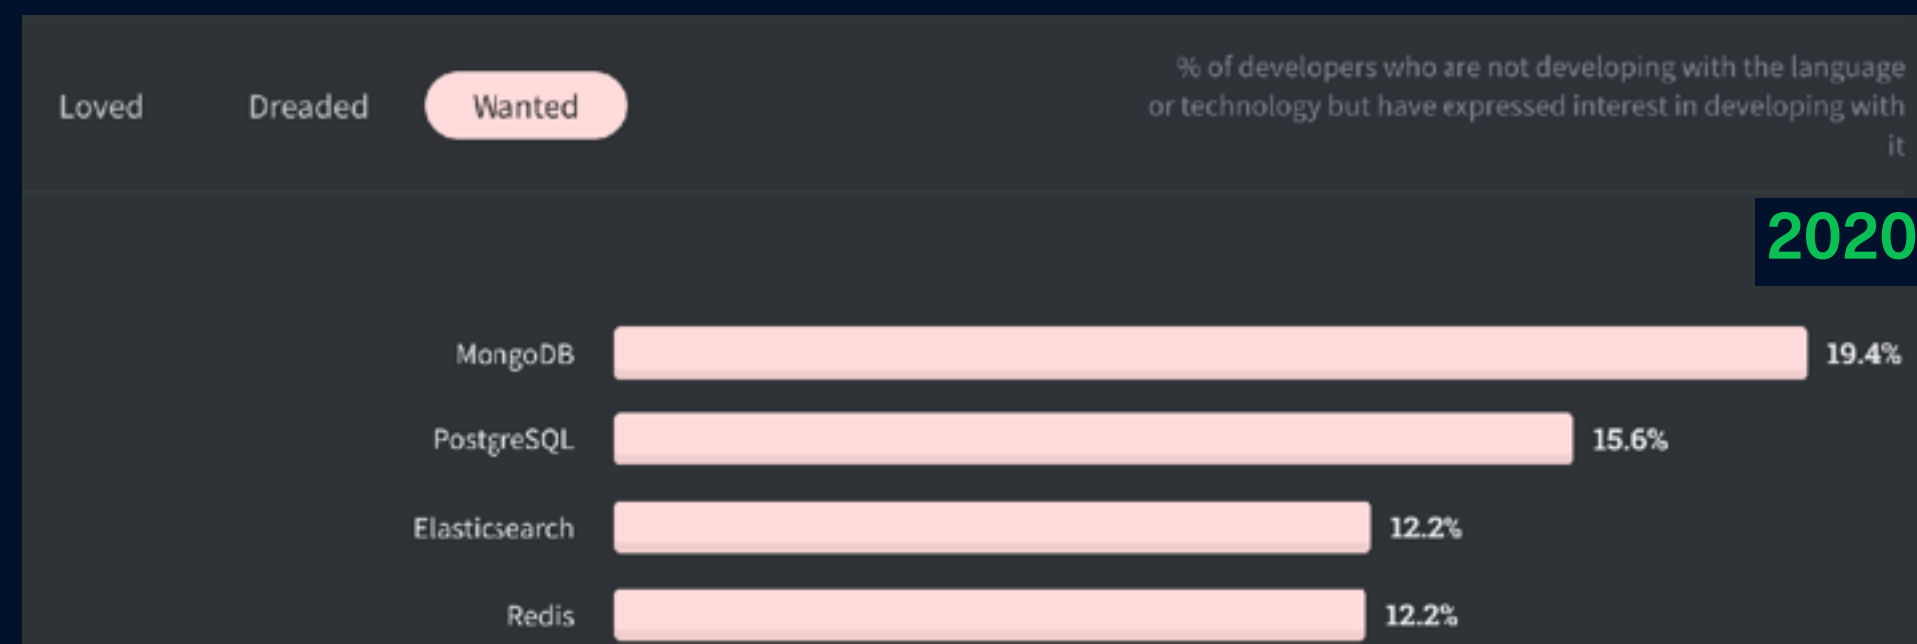 Loved Dreaded Wanted
% of developers who are not developing with the language
or technology but have expressed interest in developing with
it
2020
MongoDB 19.4%
PostgreSQL 15.6%
Elasticsearch 12.2%
Redis 12.2%